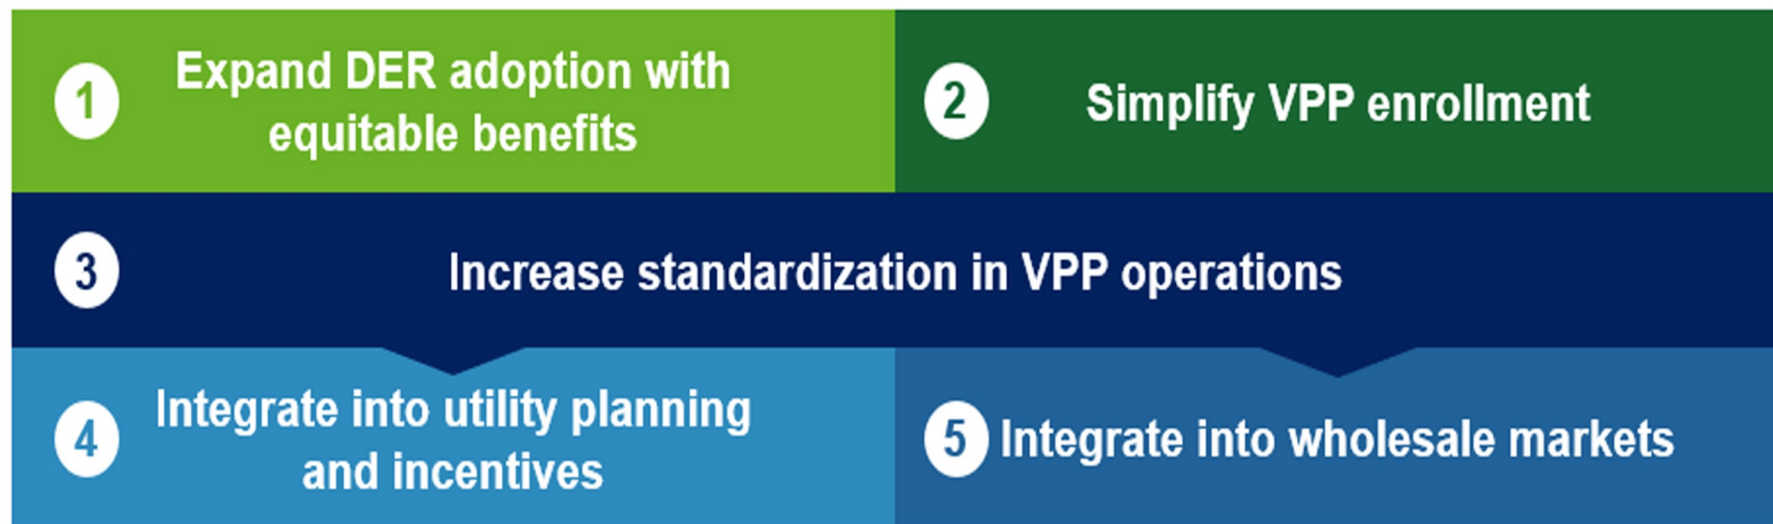 1
Expand DER adoption with
equitable benefits
2
Simplify VPP enrollment
3
Increase standardization in VPP operations
4
Integrate into utility planning
and incentives
5
Integrate into wholesale markets